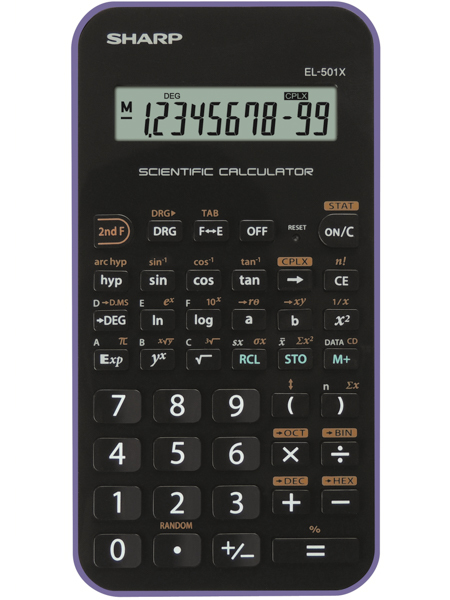 SHARP
EL-501X
DEG CPLX
M -1.2345678-99
SCIENTIFIC CALCULATOR
STAT
DRG▶ TAB
2nd F DRG F↔E OFF RESET ON/C
arc hyp sin⁻¹ cos⁻¹ tan⁻¹ CPLX n!
hyp sin cos tan → CE
D →D.MS E eˣ F 10ˣ →rθ →xy 1/x
→DEG ln log a b x²
A π B ˣ√y C ³√ sx σx x̄ Σx² DATA CD
Exp yˣ √ RCL STO M+
↕ n Σx
7 8 9 ( )
→OCT →BIN
4 5 6 × ÷
→DEC →HEX
1 2 3 + −
RANDOM %
0 • +/− =